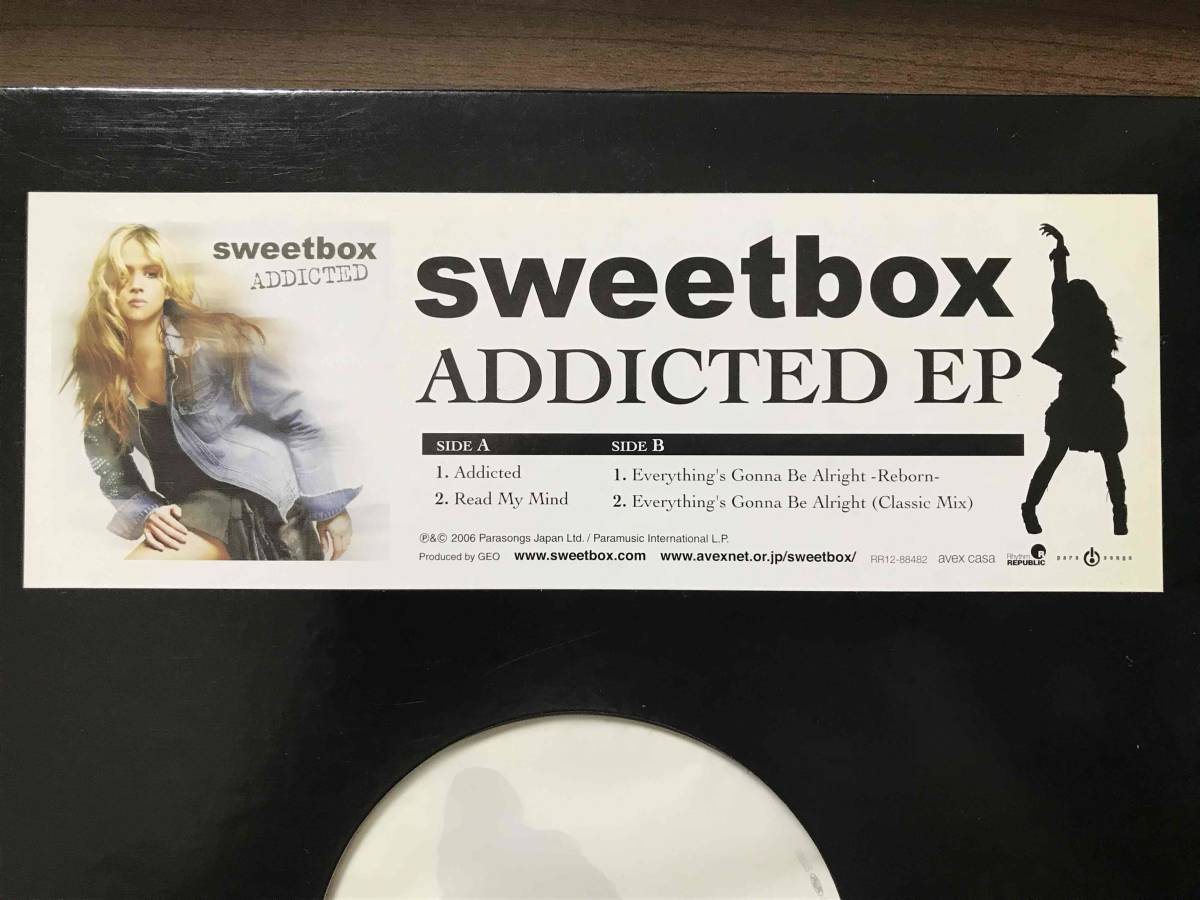 sweetbox
ADDICTED
sweetbox
ADDICTED EP
SIDE A
1. Addicted
2. Read My Mind
SIDE B
1. Everything's Gonna Be Alright -Reborn-
2. Everything's Gonna Be Alright (Classic Mix)
℗&© 2006 Parasongs Japan Ltd. / Paramusic International L.P.
Produced by GEO www.sweetbox.com www.avexnet.or.jp/sweetbox/ RR12-88482 avex casa
Rhythm R
REPUBLIC
para songs